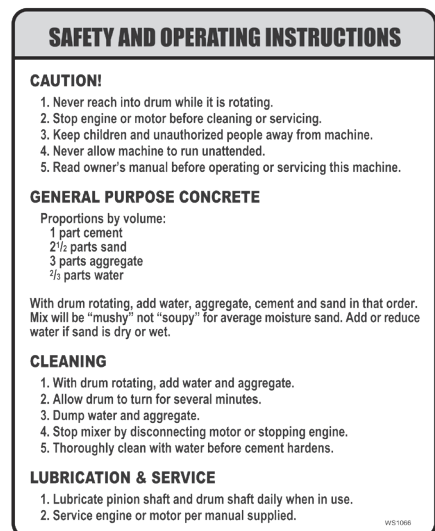 SAFETY AND OPERATING INSTRUCTIONS
CAUTION!
1. Never reach into drum while it is rotating.
2. Stop engine or motor before cleaning or servicing.
3. Keep children and unauthorized people away from machine.
4. Never allow machine to run unattended.
5. Read owner's manual before operating or servicing this machine.
GENERAL PURPOSE CONCRETE
Proportions by volume:
1 part cement
2 1/2 parts sand
3 parts aggregate
2/3 parts water
With drum rotating, add water, aggregate, cement and sand in that order.
Mix will be "mushy" not "soupy" for average moisture sand. Add or reduce
water if sand is dry or wet.
CLEANING
1. With drum rotating, add water and aggregate.
2. Allow drum to turn for several minutes.
3. Dump water and aggregate.
4. Stop mixer by disconnecting motor or stopping engine.
5. Thoroughly clean with water before cement hardens.
LUBRICATION & SERVICE
1. Lubricate pinion shaft and drum shaft daily when in use.
2. Service engine or motor per manual supplied.
WS1066